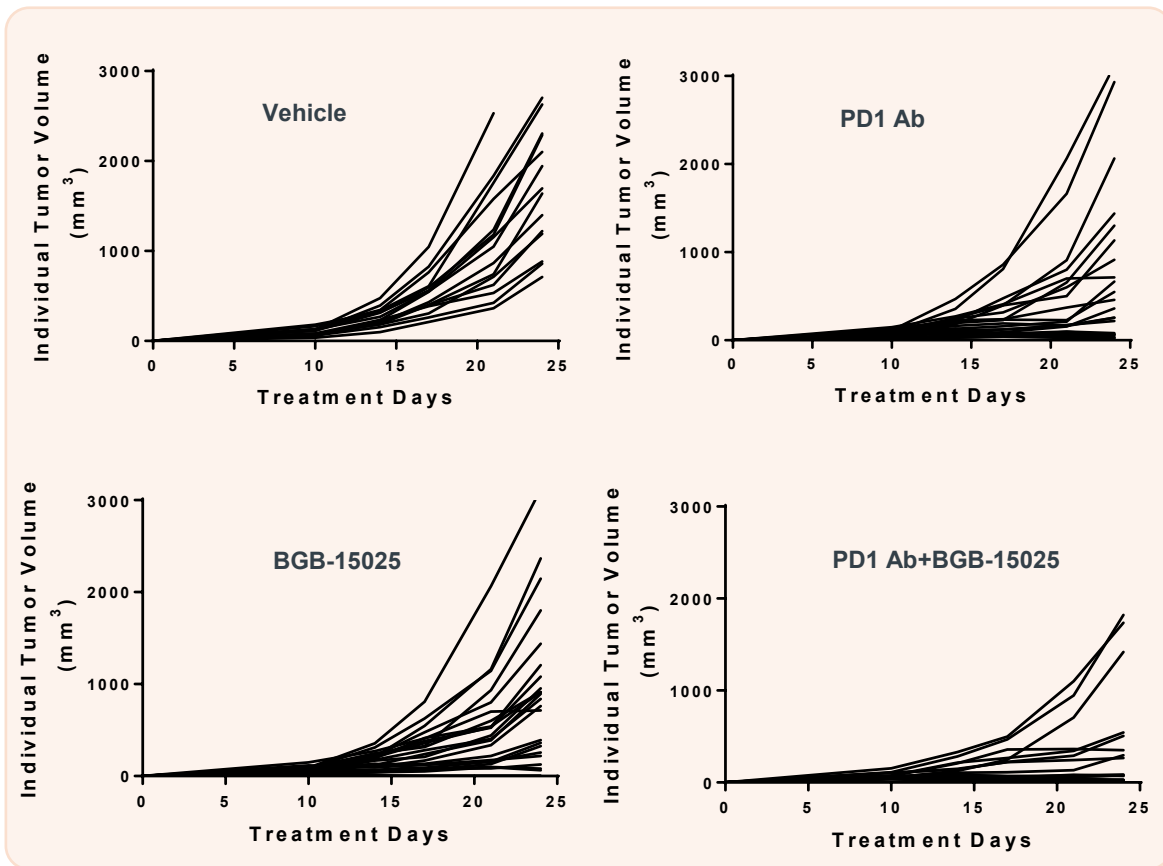 Individual Tumor Volume
(mm³)
3000
2000
1000
0
Vehicle
0 5 10 15 20 25
Treatment Days
Individual Tumor Volume
(mm³)
3000
2000
1000
0
PD1 Ab
0 5 10 15 20 25
Treatment Days
Individual Tumor Volume
(mm³)
3000
2000
1000
0
BGB-15025
0 5 10 15 20 25
Treatment Days
Individual Tumor Volume
(mm³)
3000
2000
1000
0
PD1 Ab+BGB-15025
0 5 10 15 20 25
Treatment Days